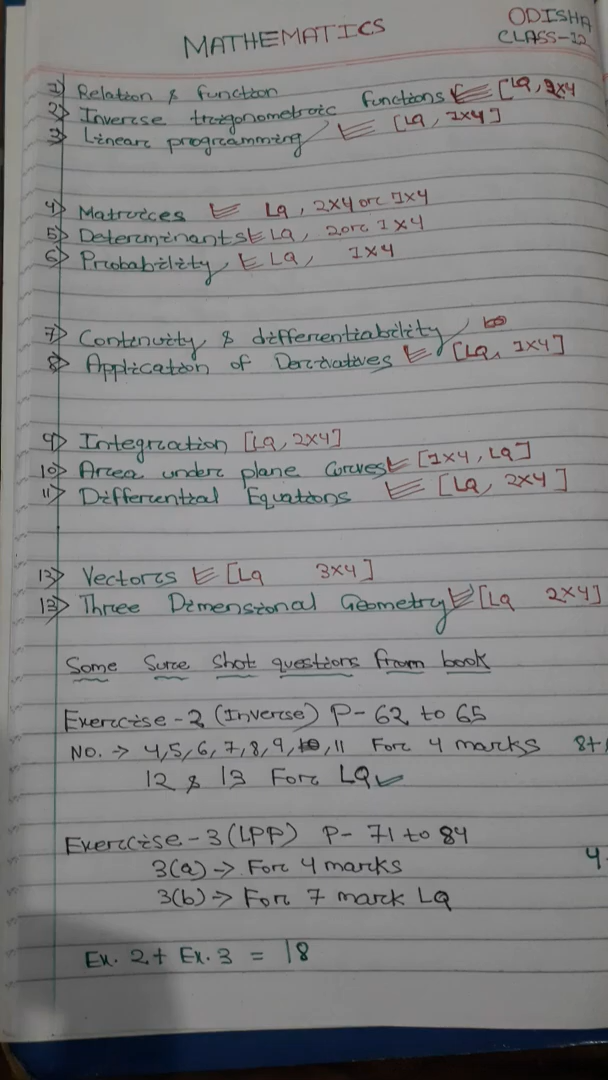 MATHEMATICS
ODISHA
CLASS-12
1) Relation & function
2) Inverse trigonometric functions [LQ, 3x4
3) Linear programming [LQ, 1x4]
4) Matrices LQ, 2x4 or 1x4
5) Determinants LQ, 2 or 1x4
6) Probability, LQ, 1x4
7) Continuity & differentiability
8) Application of Derivatives [LQ, 1x4]
9) Integration [LQ, 2x4]
10) Area under plane Curves [1x4, LQ]
11) Differential Equations [LQ, 2x4]
12) Vectors [LQ 3x4]
13) Three Dimensional Geometry [LQ 2x4]
Some Sure Shot questions from book
Exercise - 2 (Inverse) P- 62 to 65
No. → 4,5,6,7,8,9,10,11 For 4 marks 8+
12 & 13 For LQ
Exercise - 3 (LPP) P- 71 to 84
3(a) → For 4 marks 4
3(b) → For 7 mark LQ
Ex. 2 + Ex. 3 = 18